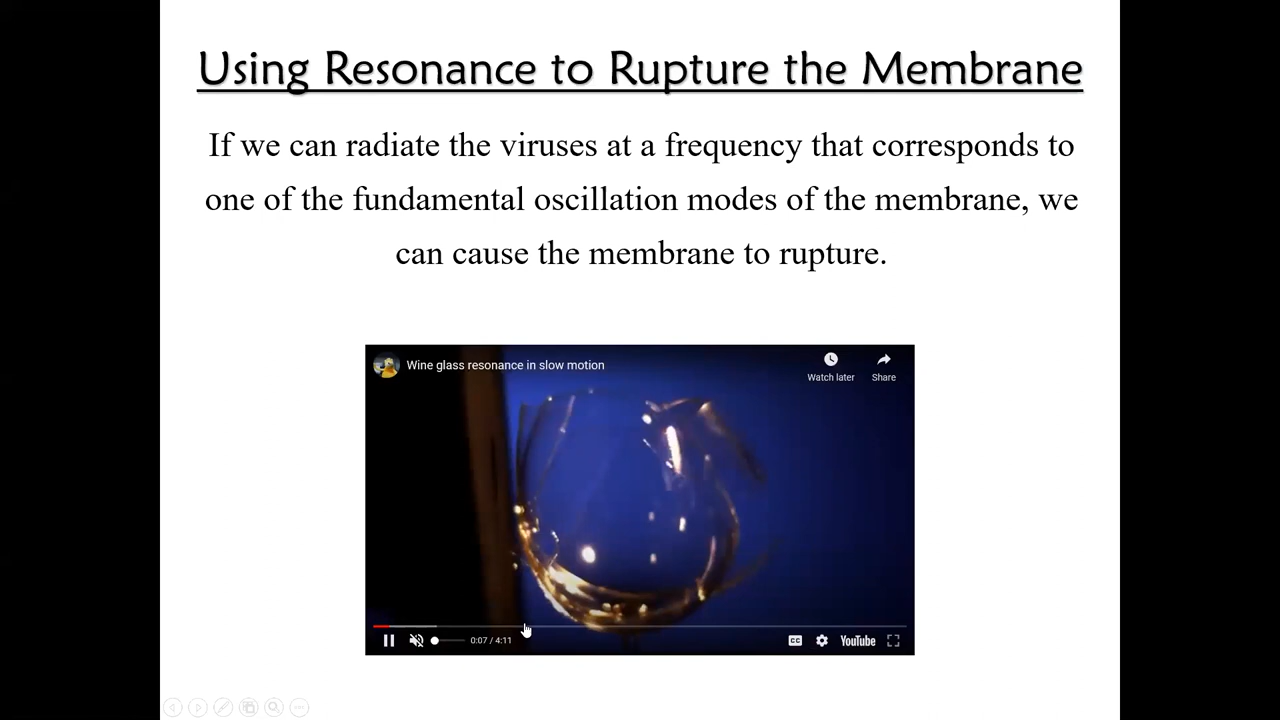 Using Resonance to Rupture the Membrane
If we can radiate the viruses at a frequency that corresponds to
one of the fundamental oscillation modes of the membrane, we
can cause the membrane to rupture.
Wine glass resonance in slow motion
Watch later
Share
0:07 / 4:11
CC
YouTube